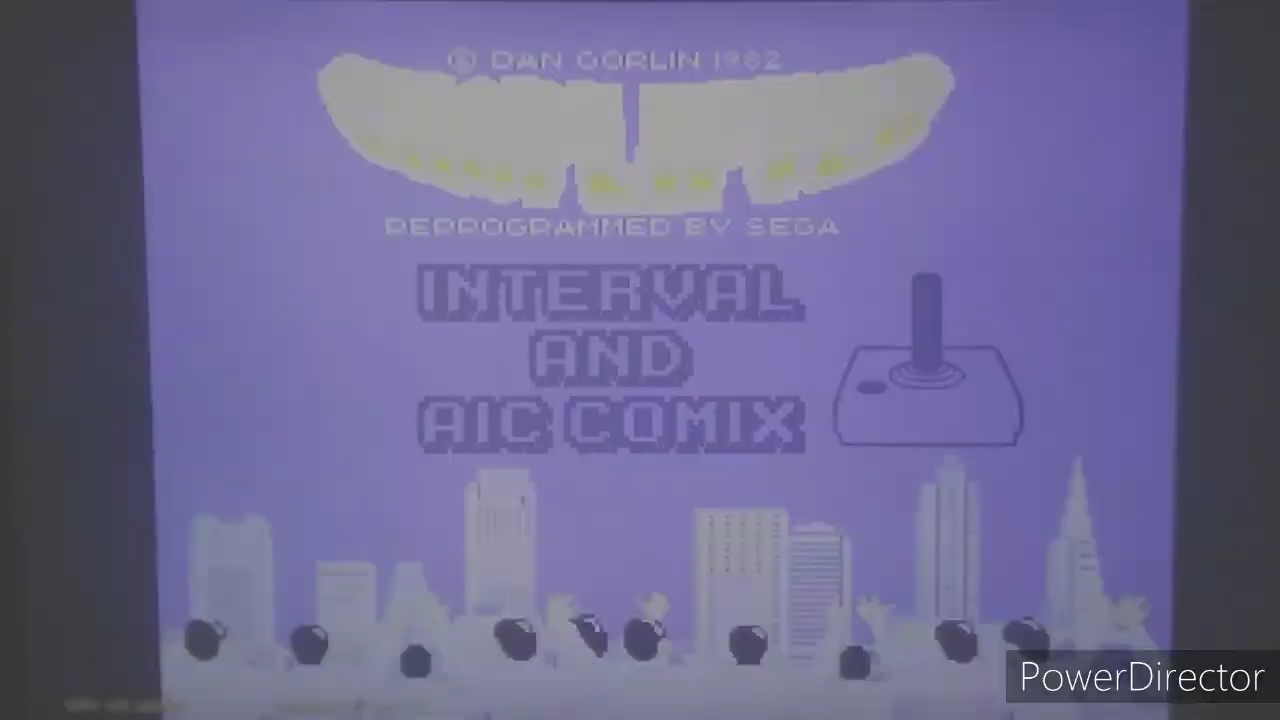 © DAN GORLIN 1982
REPROGRAMMED BY SEGA
INTERVAL
AND
AIC COMIX
PowerDirector